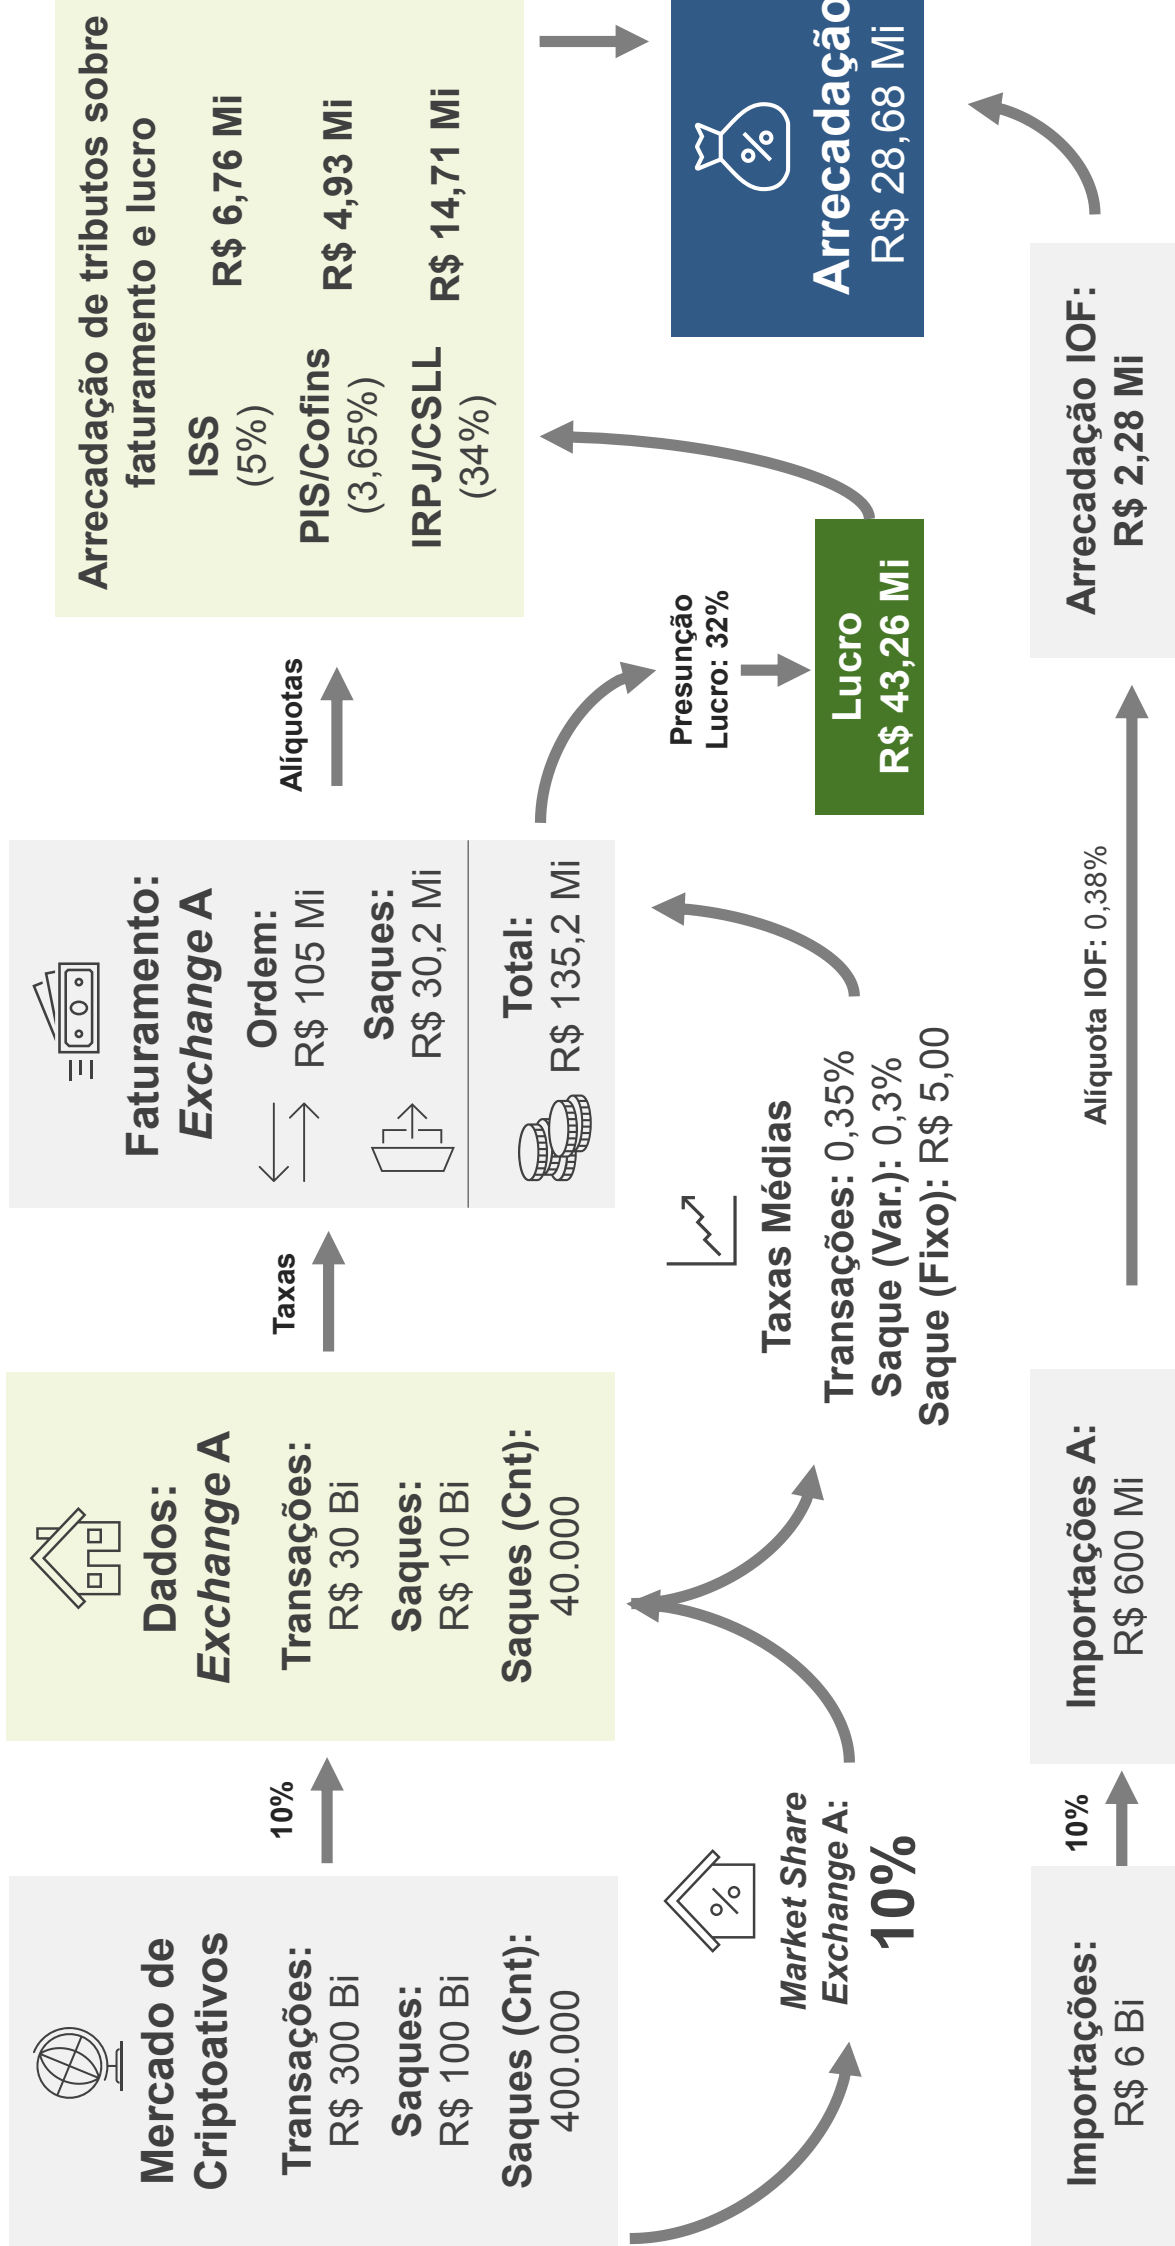 Mercado de
Criptoativos
Transações:
R$ 300 Bi
Saques:
R$ 100 Bi
Saques (Cnt):
400.000
10%
Dados:
Exchange A
Transações:
R$ 30 Bi
Saques:
R$ 10 Bi
Saques (Cnt):
40.000
Taxas
Faturamento:
Exchange A
Ordem:
R$ 105 Mi
Saques:
R$ 30,2 Mi
Total:
R$ 135,2 Mi
Alíquotas
Arrecadação de tributos sobre
faturamento e lucro
ISS
(5%)
R$ 6,76 Mi
PIS/Cofins
(3,65%)
R$ 4,93 Mi
IRPJ/CSLL
(34%)
R$ 14,71 Mi
%
Market Share
Exchange A:
10%
Taxas Médias
Transações: 0,35%
Saque (Var.): 0,3%
Saque (Fixo): R$ 5,00
Presunção
Lucro: 32%
Lucro
R$ 43,26 Mi
%
Arrecadação
R$ 28,68 Mi
Importações:
R$ 6 Bi
10%
Importações A:
R$ 600 Mi
Alíquota IOF: 0,38%
Arrecadação IOF:
R$ 2,28 Mi